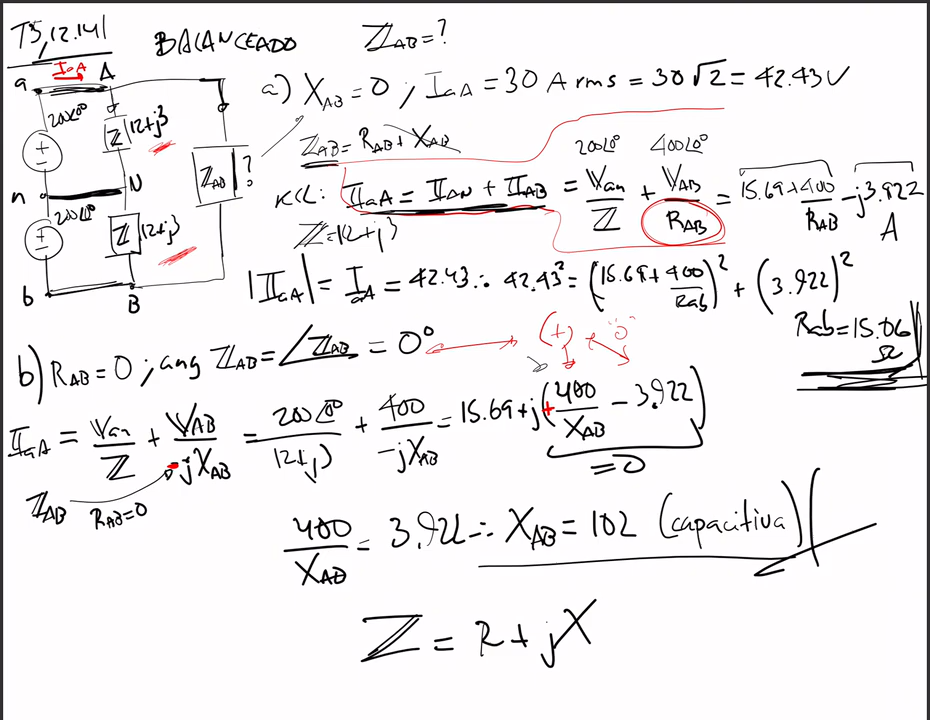 T5, 12.141
BALANCEADO
Z_AB = ?
I_aA
a A
200∠0°
Z 12+j3
n N
200∠0°
Z 12+j3
b B
Z_AB ?
a) X_AB = 0 ; I_aA = 30 A rms = 30√2 = 42.43 V
Z_AB = R_AB + X_AB
200∠0° 400∠0°
KCL: I_aA = I_AN + I_AB = V_an/Z + V_AB/R_AB = 15.69 + 400/R_AB - j3.922 A
Z = 12+j3
|I_aA| = I_aA = 42.43 ∴ 42.43² = (15.69 + 400/Rab)² + (3.922)²
Rab = 15.06 Ω
b) R_AB = 0 ; ang Z_AB = ∠Z_AB = 0°
(+) + "0" j
I_aA = V_an/Z + V_AB/-jX_AB = 200∠0°/12+j3 + 400/-jX_AB = 15.69 + j(+400/X_AB - 3.922)
= 0
Z_AB R_AB = 0
400/X_AB = 3.922 ∴ X_AB = 102 (capacitiva)
Z = R + jX